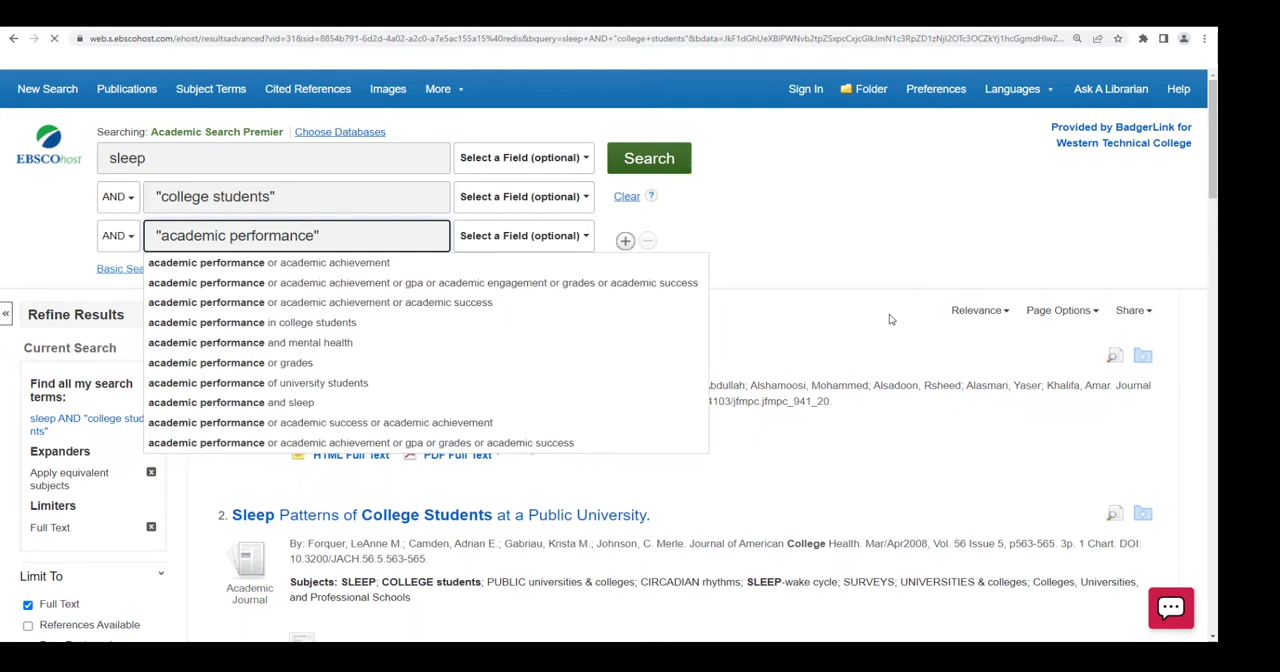 web.s.ebscohost.com/ehost/resultsadvanced?vid=31&sid=8854b791-6d2d-4a02-a2c0-a7e5ac155a15%40redis&bquery=sleep+AND+"college+students"
New Search Publications Subject Terms Cited References Images More Sign In Folder Preferences Languages Ask A Librarian Help
Searching: Academic Search Premier Choose Databases
Provided by BadgerLink for
Western Technical College
EBSCOhost
sleep Select a Field (optional) Search
AND "college students" Select a Field (optional) Clear ?
AND "academic performance" Select a Field (optional)
Basic Sea
academic performance or academic achievement
academic performance or academic achievement or gpa or academic engagement or grades or academic success
academic performance or academic achievement or academic success
academic performance in college students
academic performance and mental health
academic performance or grades
academic performance of university students
academic performance and sleep
academic performance or academic success or academic achievement
academic performance or academic achievement or gpa or grades or academic success
Refine Results
Current Search
Find all my search
terms:
sleep AND "college stud
nts"
Expanders
Apply equivalent
subjects
Limiters
Full Text
Limit To
Full Text
References Available
Relevance Page Options Share
Abdullah; Alshamoosi, Mohammed; Alsadoon, Rsheed; Alasmari, Yaser; Khalifa, Amar. Journal
4103/jfmpc.jfmpc_941_20.
HTML Full Text PDF Full Text
2. Sleep Patterns of College Students at a Public University.
By: Forquer, LeAnne M.; Camden, Adrian E.; Gabriau, Krista M.; Johnson, C. Merle. Journal of American College Health. Mar/Apr2008, Vol. 56 Issue 5, p563-565. 3p. 1 Chart. DOI:
10.3200/JACH.56.5.563-565.
Academic
Journal
Subjects: SLEEP; COLLEGE students; PUBLIC universities & colleges; CIRCADIAN rhythms; SLEEP-wake cycle; SURVEYS; UNIVERSITIES & colleges; Colleges, Universities,
and Professional Schools